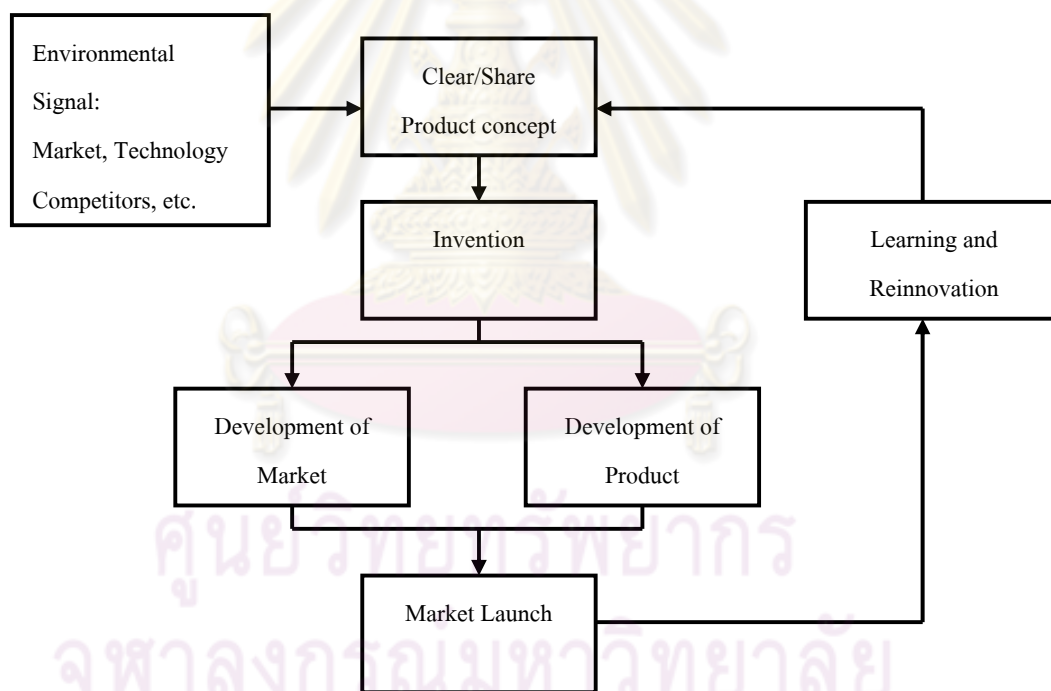 Environmental
Signal:
Market, Technology
Competitors, etc.
Clear/Share
Product concept
Invention
Learning and
Reinnovation
Development of
Market
Development of
Product
ศูนย์วิทยทรัพยากร
Market Launch
จุฬาลงกรณ์มหาวิทยาลัย